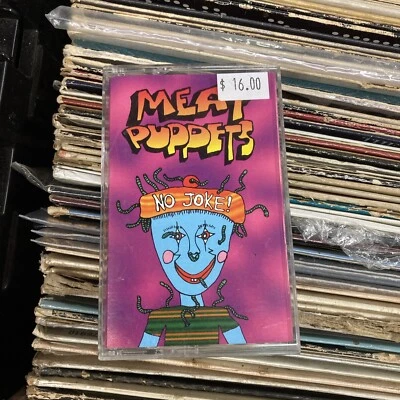 $ 16.00
MEAT
PUPPETS
NO JOKE!